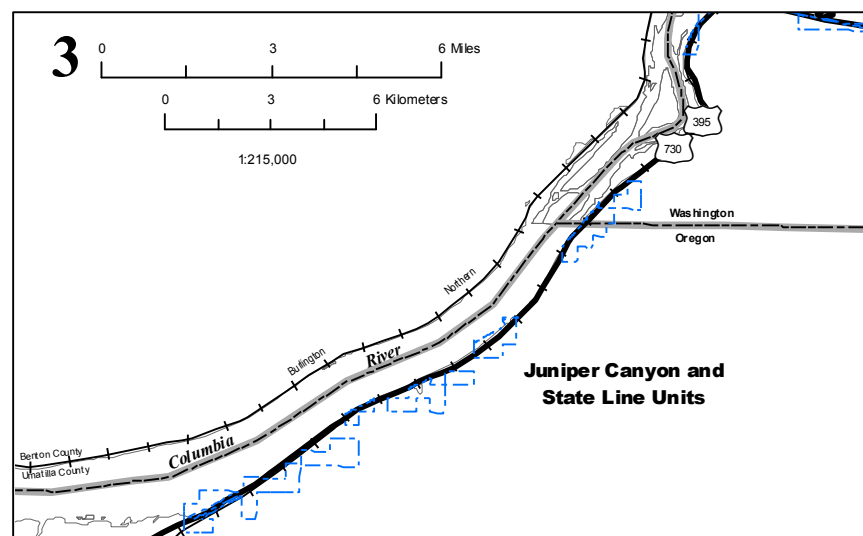 3
0 3 6 Miles
0 3 6 Kilometers
1:215,000
395
730
Washington
Oregon
Northern
Burlington
River
Columbia
Juniper Canyon and
State Line Units
Benton County
Umatilla County